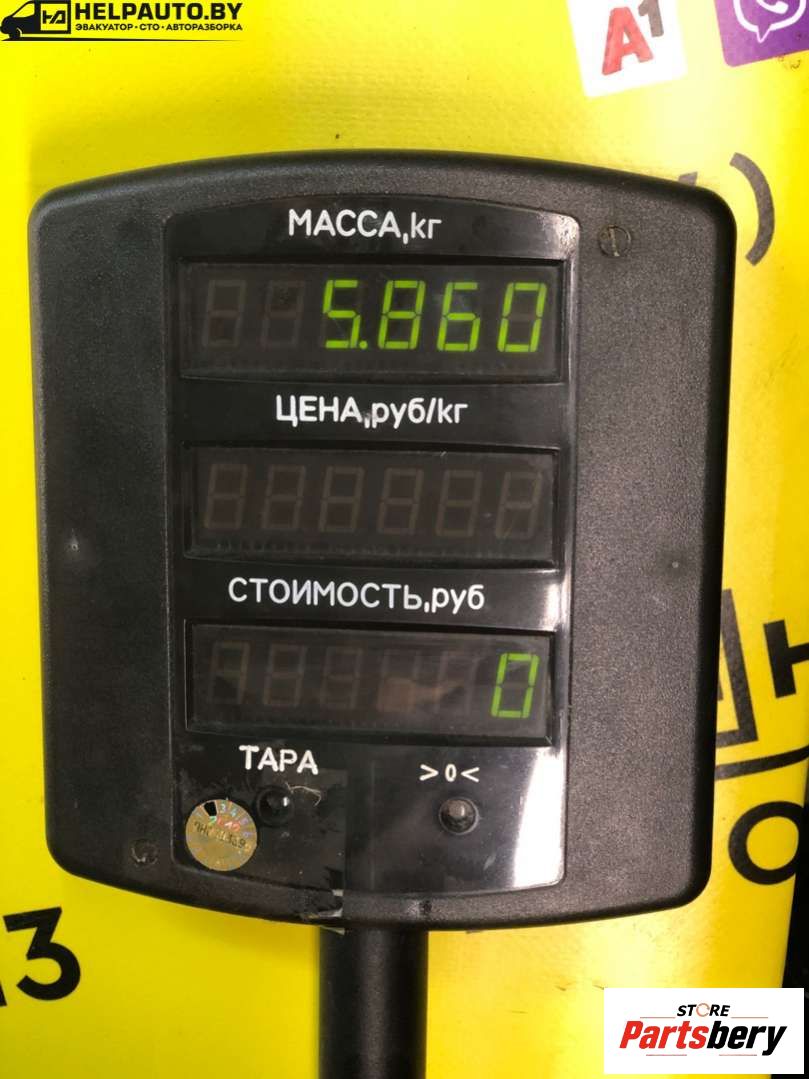 HELPAUTO.BY
ЭВАКУАТОР · СТО · АВТОРАЗБОРКА
A1
МАССА,кг
5.860
ЦЕНА,руб/кг
СТОИМОСТЬ,руб
0
ТАРА
>0<
13
STORE
Partsbery